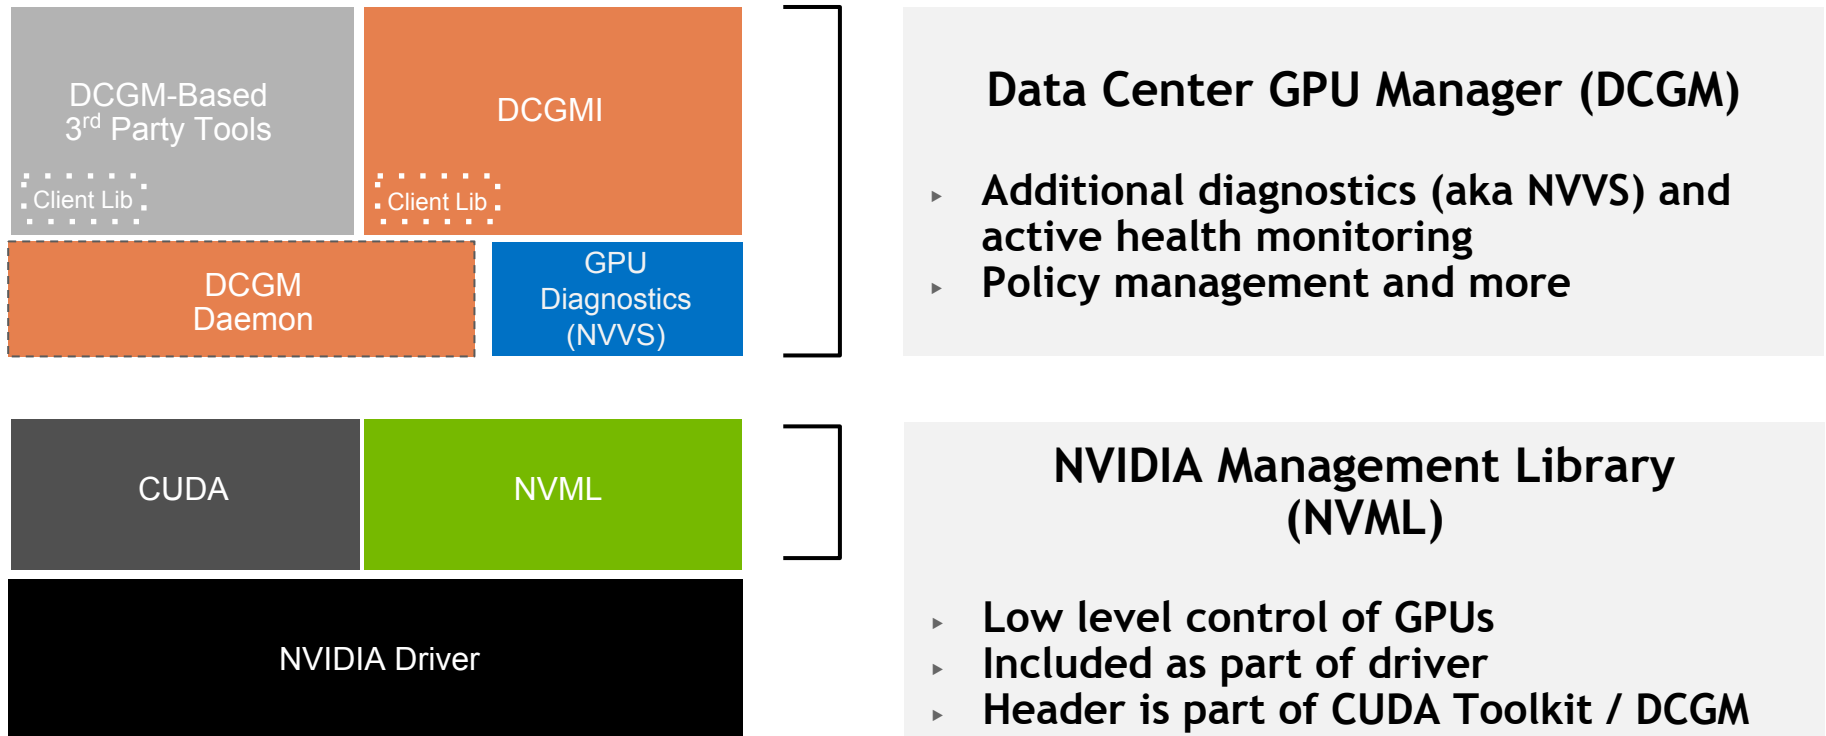 DCGM-Based
3rd Party Tools
Client Lib
DCGMI
Client Lib
DCGM
Daemon
GPU
Diagnostics
(NVVS)
CUDA
NVML
NVIDIA Driver
Data Center GPU Manager (DCGM)
▸ Additional diagnostics (aka NVVS) and
active health monitoring
▸ Policy management and more
NVIDIA Management Library
(NVML)
▸ Low level control of GPUs
▸ Included as part of driver
▸ Header is part of CUDA Toolkit / DCGM